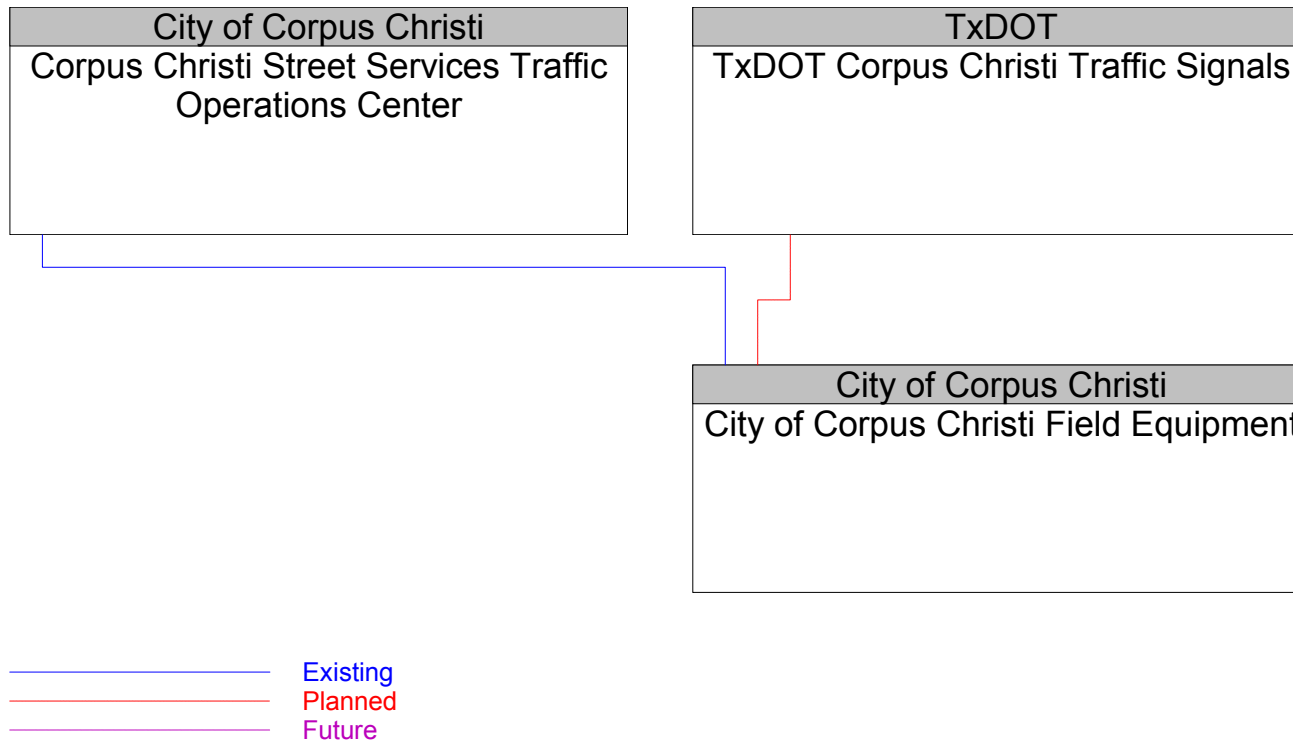 City of Corpus Christi
Corpus Christi Street Services Traffic
Operations Center
TxDOT
TxDOT Corpus Christi Traffic Signals
City of Corpus Christi
City of Corpus Christi Field Equipment
Existing
Planned
Future